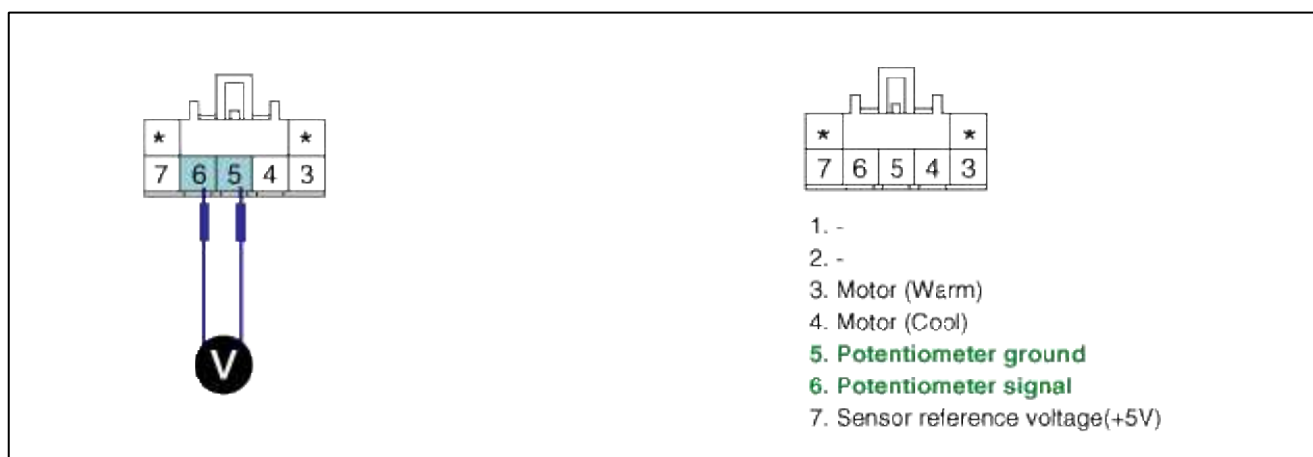 * *
7 6 5 4 3
V
* *
7 6 5 4 3
1. -
2. -
3. Motor (Warm)
4. Motor (Cool)
5. Potentiometer ground
6. Potentiometer signal
7. Sensor reference voltage(+5V)